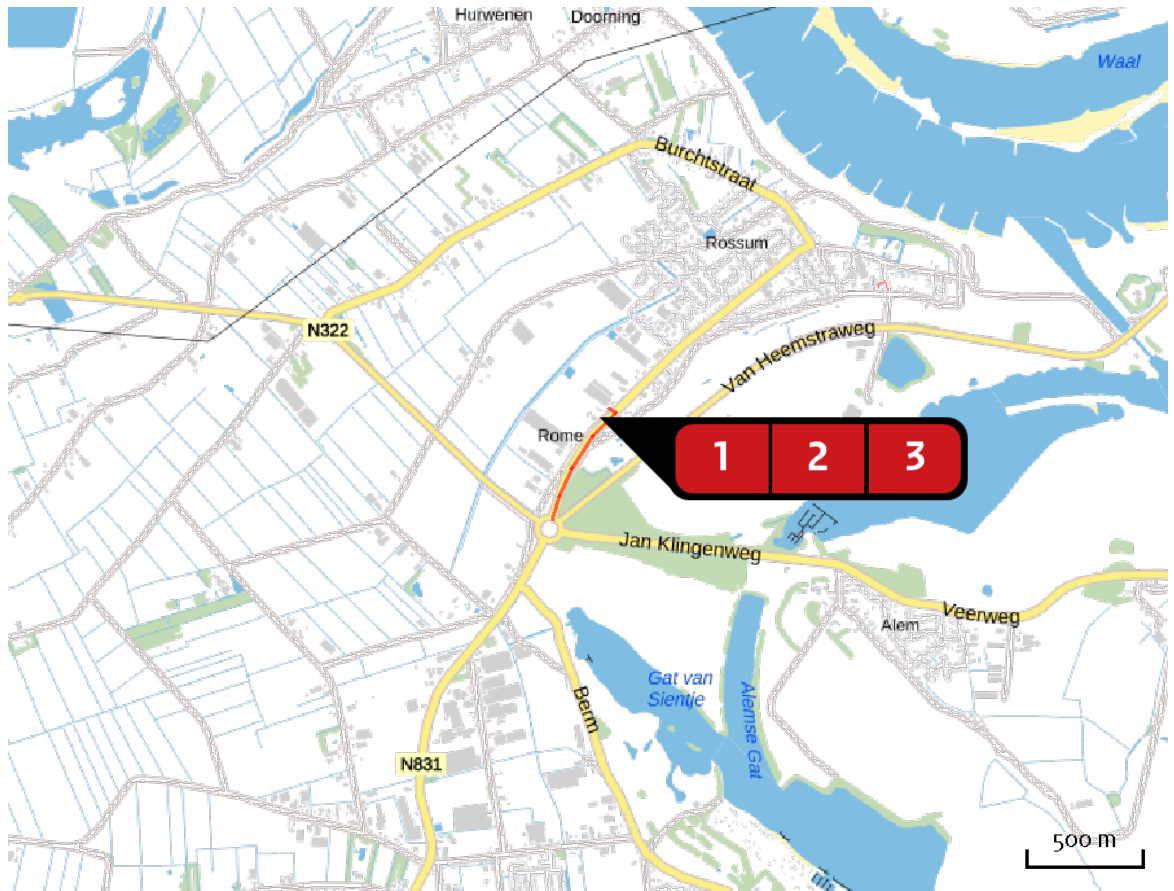 Hurwenen
Doorning
Waal
Burchtstraat
Rossum
N322
Van Heemstraweg
Rome
1 2 3
Jan Klingenweg
Veerweg
Alem
Gat van
Sientje
Alemse Gat
Berm
N831
500 m